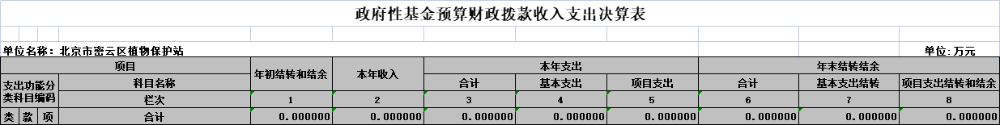 政府性基金预算财政拨款收入支出决算表
单位名称：北京市密云区植物保护站 单位:万元
项目 年初结转和结余 本年收入 本年支出 年末结转结余
支出功能分类科目编码 科目名称 合计 基本支出 项目支出 合计 基本支出结转 项目支出结转和结余
栏次 1 2 3 4 5 6 7 8
类 款 项 合计 0.000000 0.000000 0.000000 0.000000 0.000000 0.000000 0.000000 0.000000